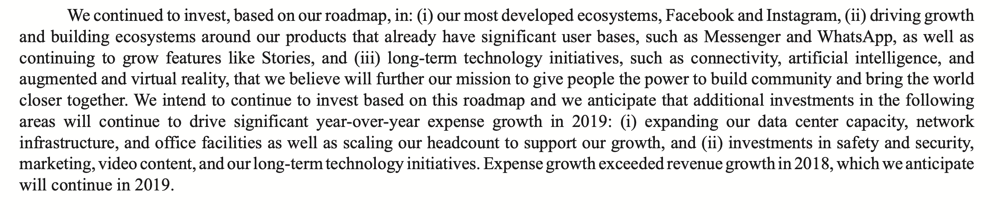 We continued to invest, based on our roadmap, in: (i) our most developed ecosystems, Facebook and Instagram, (ii) driving growth
and building ecosystems around our products that already have significant user bases, such as Messenger and WhatsApp, as well as
continuing to grow features like Stories, and (iii) long-term technology initiatives, such as connectivity, artificial intelligence, and
augmented and virtual reality, that we believe will further our mission to give people the power to build community and bring the world
closer together. We intend to continue to invest based on this roadmap and we anticipate that additional investments in the following
areas will continue to drive significant year-over-year expense growth in 2019: (i) expanding our data center capacity, network
infrastructure, and office facilities as well as scaling our headcount to support our growth, and (ii) investments in safety and security,
marketing, video content, and our long-term technology initiatives. Expense growth exceeded revenue growth in 2018, which we anticipate
will continue in 2019.